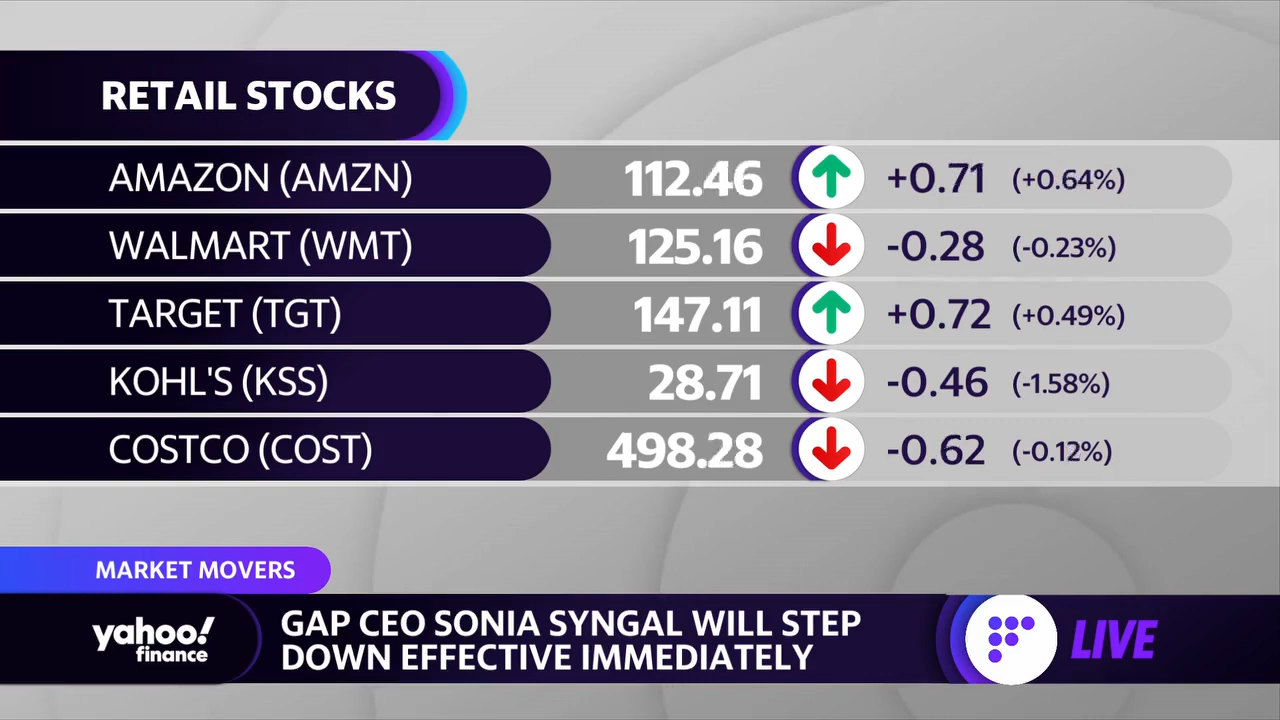 RETAIL STOCKS
AMAZON (AMZN) 112.46 +0.71 (+0.64%)
WALMART (WMT) 125.16 -0.28 (-0.23%)
TARGET (TGT) 147.11 +0.72 (+0.49%)
KOHL'S (KSS) 28.71 -0.46 (-1.58%)
COSTCO (COST) 498.28 -0.62 (-0.12%)
MARKET MOVERS
yahoo!
finance
GAP CEO SONIA SYNGAL WILL STEP
DOWN EFFECTIVE IMMEDIATELY
LIVE